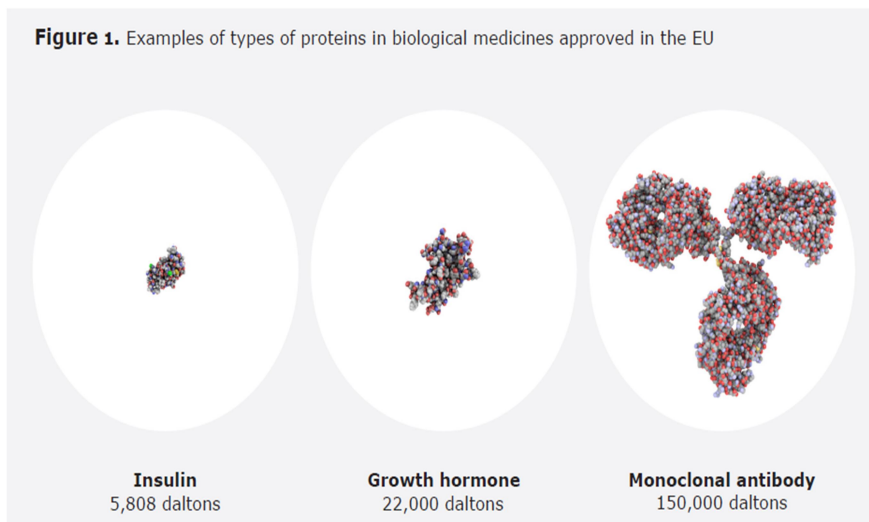 Figure 1. Examples of types of proteins in biological medicines approved in the EU
Insulin
5,808 daltons
Growth hormone
22,000 daltons
Monoclonal antibody
150,000 daltons